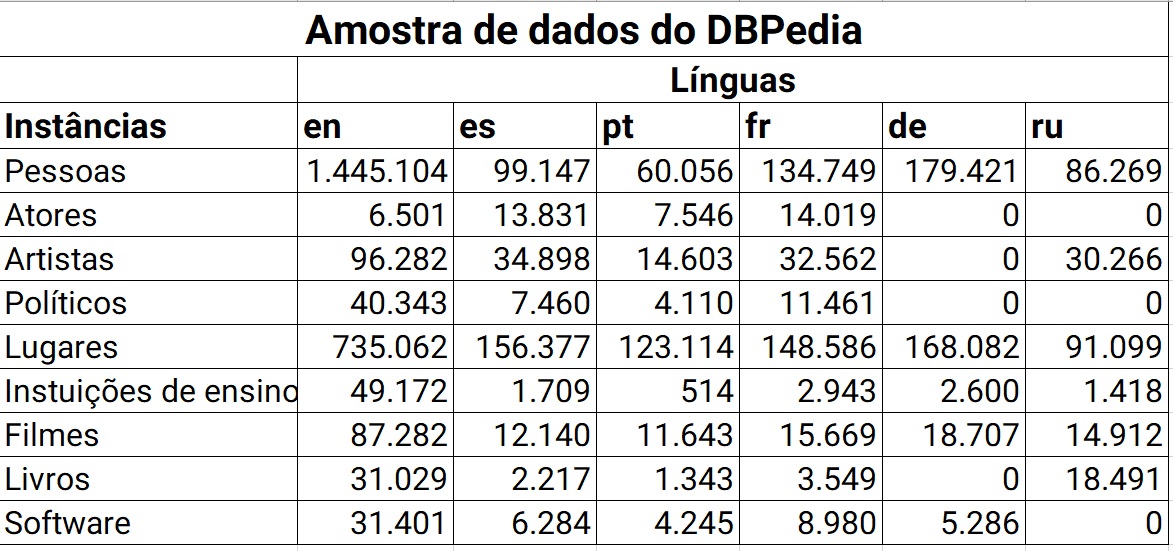 Amostra de dados do DBPedia
Línguas
Instâncias en es pt fr de ru
Pessoas 1.445.104 99.147 60.056 134.749 179.421 86.269
Atores 6.501 13.831 7.546 14.019 0 0
Artistas 96.282 34.898 14.603 32.562 0 30.266
Políticos 40.343 7.460 4.110 11.461 0 0
Lugares 735.062 156.377 123.114 148.586 168.082 91.099
Instuições de ensino 49.172 1.709 514 2.943 2.600 1.418
Filmes 87.282 12.140 11.643 15.669 18.707 14.912
Livros 31.029 2.217 1.343 3.549 0 18.491
Software 31.401 6.284 4.245 8.980 5.286 0